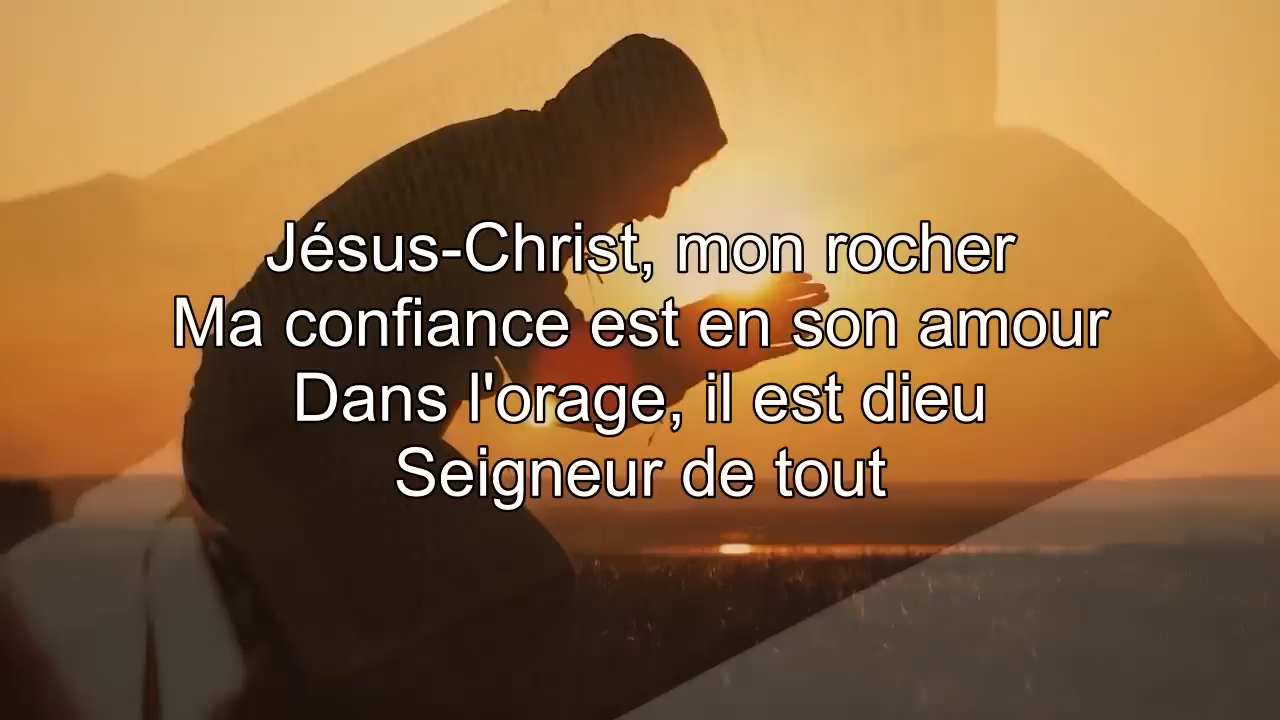 Jésus-Christ, mon rocher
Ma confiance est en son amour
Dans l'orage, il est dieu
Seigneur de tout